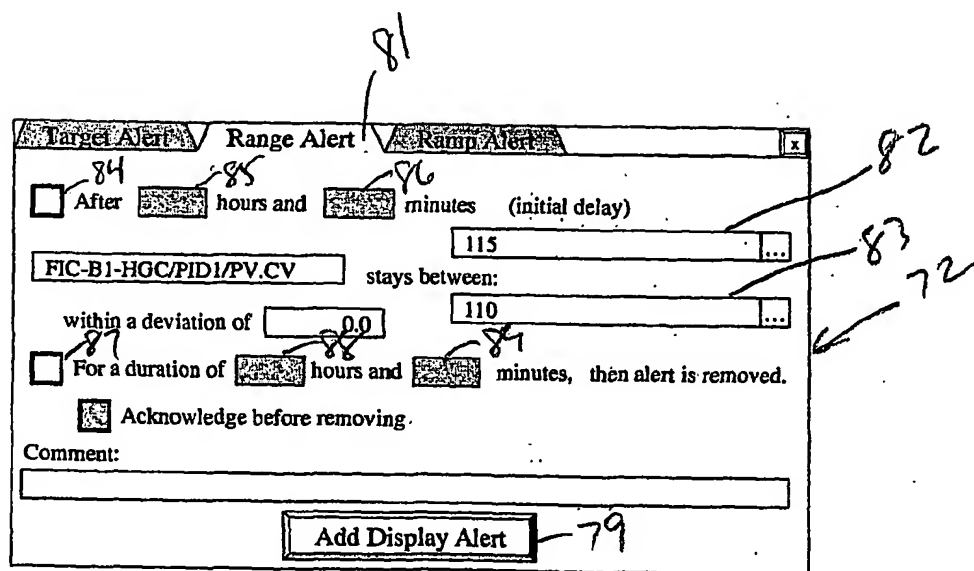 81
Target Alert Range Alert Ramp Alert x
84 85 86 82
After hours and minutes (initial delay)
115 ...
83
FIC-B1-HGC/PID1/PV.CV stays between:
110 ...
72
within a deviation of 0.0
87 88 89
For a duration of hours and minutes, then alert is removed.
Acknowledge before removing.
Comment:
Add Display Alert 79